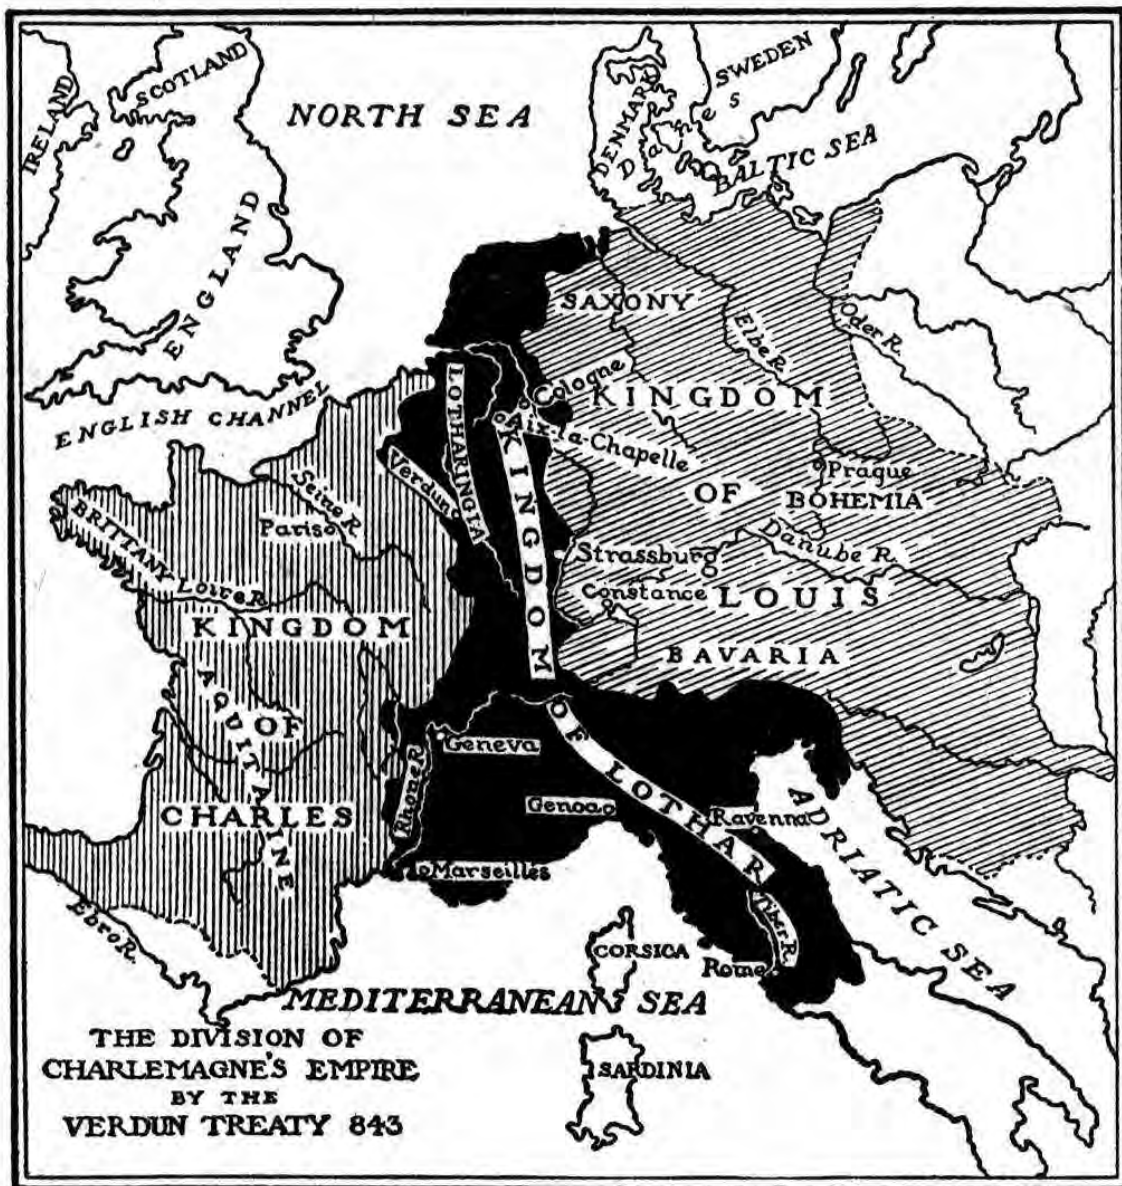 SCOTLAND
IRELAND
ENGLAND
NORTH SEA
DENMARK
Danes
SWEDEN
BALTIC SEA
ENGLISH CHANNEL
SAXONY
Elbe R.
Oder R.
LOTHARINGIA
Cologne
Aix-la-Chapelle
KINGDOM
OF
LOUIS
Prague
BOHEMIA
Verdun
Seine R.
Paris
BRITTANY
Loire R.
Strassburg
Danube R.
Constance
BAVARIA
KINGDOM
OF
CHARLES
AQUITAINE
KINGDOM OF LOTHAR
Geneva
Rhone R.
Genoa
Ravenna
Marseilles
ADRIATIC SEA
Tiber R.
Rome
Ebro R.
CORSICA
MEDITERRANEAN SEA
SARDINIA
THE DIVISION OF
CHARLEMAGNE'S EMPIRE
BY THE
VERDUN TREATY 843